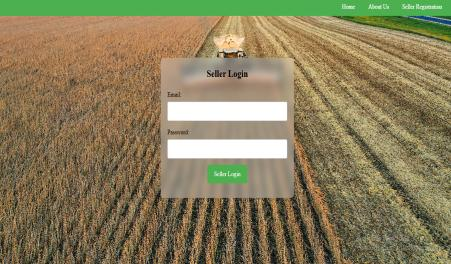 Home About Us Seller Registration
Seller Login
Email:
Password:
Seller Login